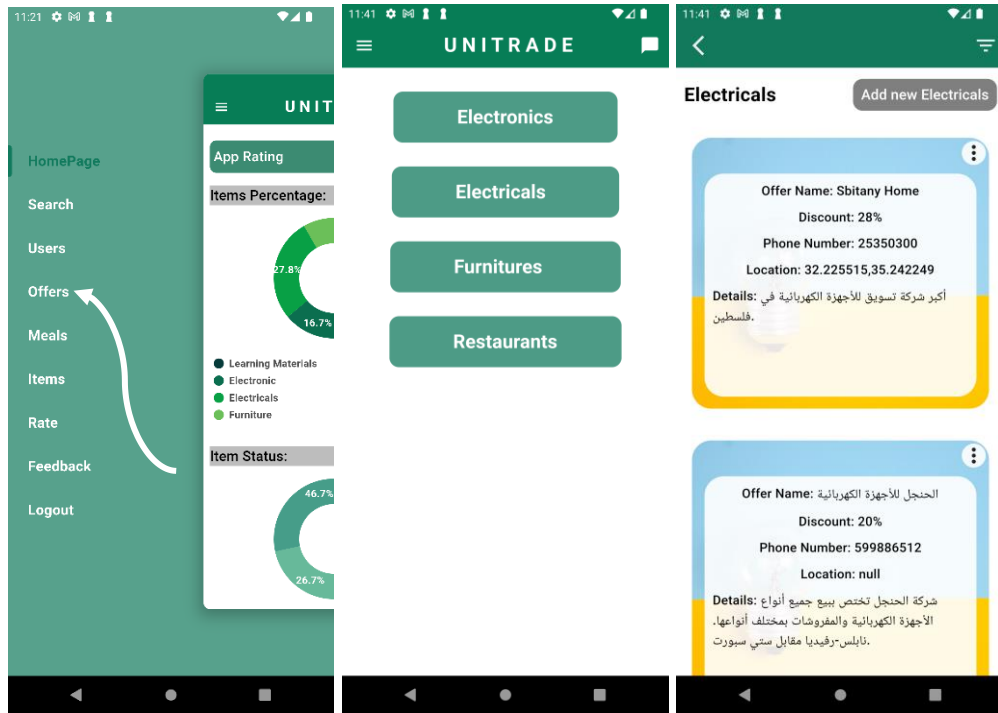 11:21
HomePage
Search
Users
Offers
Meals
Items
Rate
Feedback
Logout
UNIT
App Rating
Items Percentage:
27.8%
16.7%
Learning Materials
Electronic
Electricals
Furniture
Item Status:
46.7%
26.7%
11:41
UNITRADE
Electronics
Electricals
Furnitures
Restaurants
11:41
Electricals
Add new Electricals
Offer Name: Sbitany Home
Discount: 28%
Phone Number: 25350300
Location: 32.225515,35.242249
Details: أكبر شركة تسويق للأجهزة الكهربائية في
فلسطين.
Offer Name: الحنجل للأجهزة الكهربائية
Discount: 20%
Phone Number: 599886512
Location: null
Details: شركة الحنجل تختص ببيع جميع أنواع
الأجهزة الكهربائية والمفروشات بمختلف أنواعها.
نابلس-رفيديا مقابل ستي سبورت.